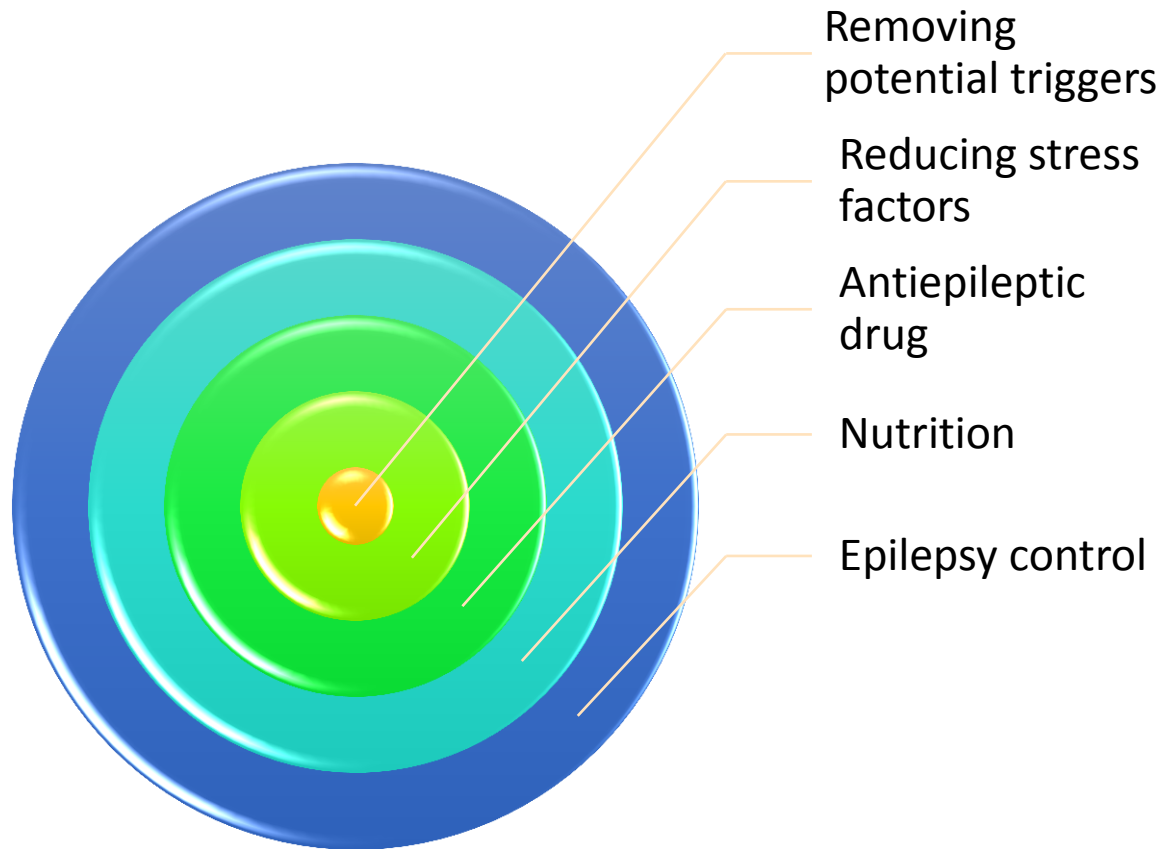 Removing
potential triggers
Reducing stress
factors
Antiepileptic
drug
Nutrition
Epilepsy control